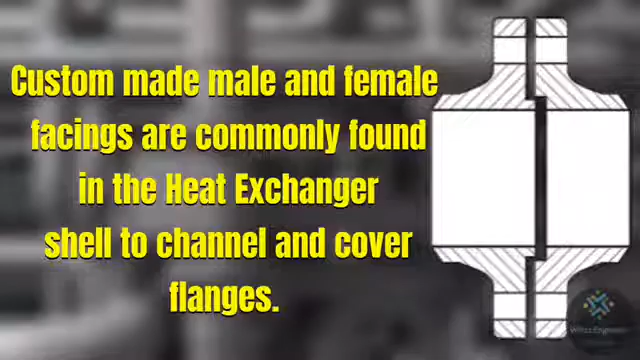 Custom made male and female
facings are commonly found
in the Heat Exchanger
shell to channel and cover
flanges.